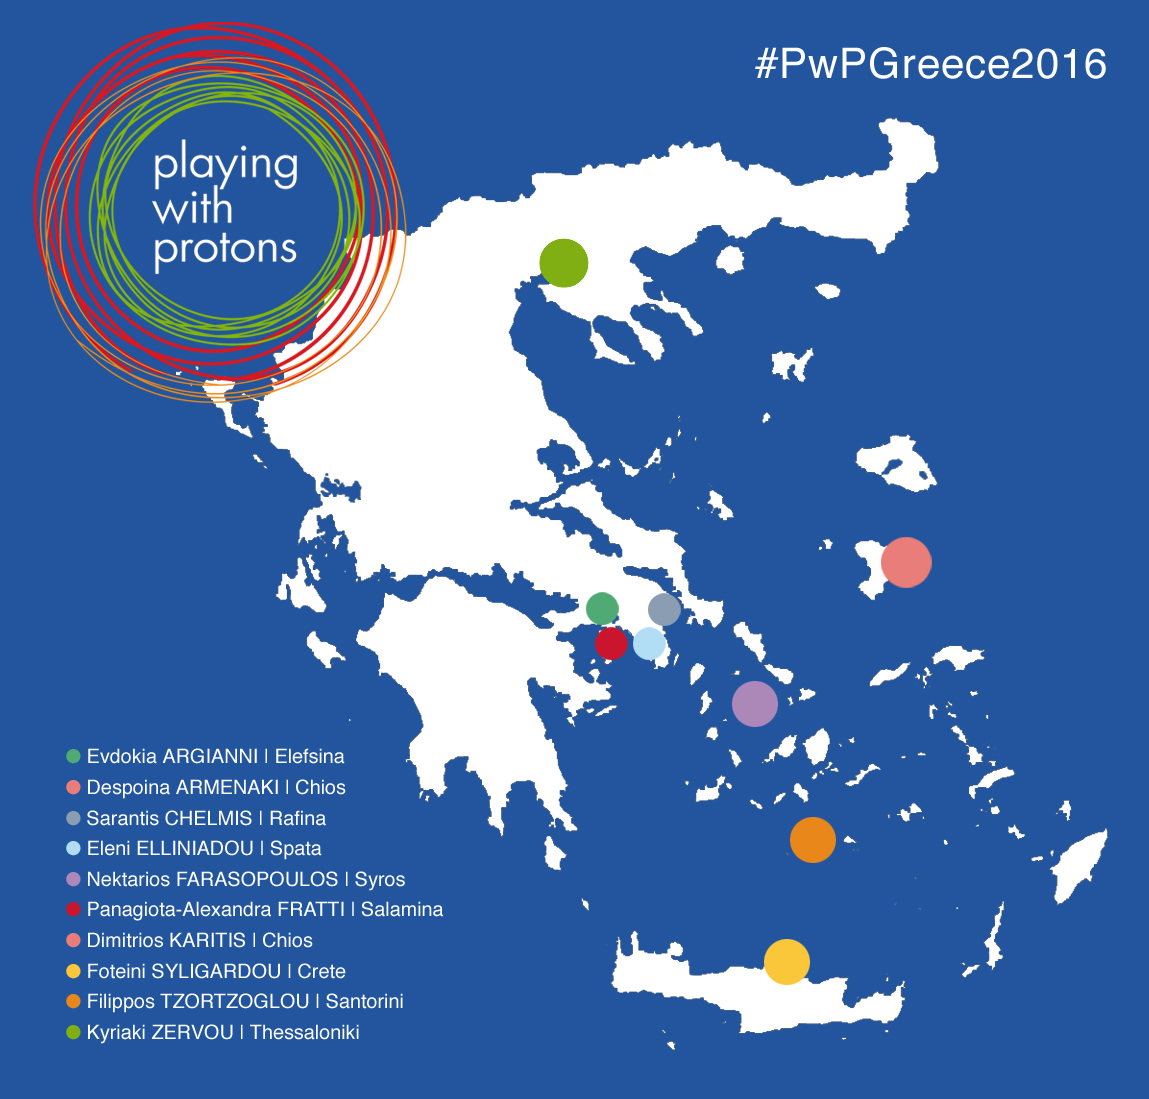 #PwPGreece2016
playing
with
protons
Evdokia ARGIANNI | Elefsina
Despoina ARMENAKI | Chios
Sarantis CHELMIS | Rafina
Eleni ELLINIADOU | Spata
Nektarios FARASOPOULOS | Syros
Panagiota-Alexandra FRATTI | Salamina
Dimitrios KARITIS | Chios
Foteini SYLIGARDOU | Crete
Filippos TZORTZOGLOU | Santorini
Kyriaki ZERVOU | Thessaloniki